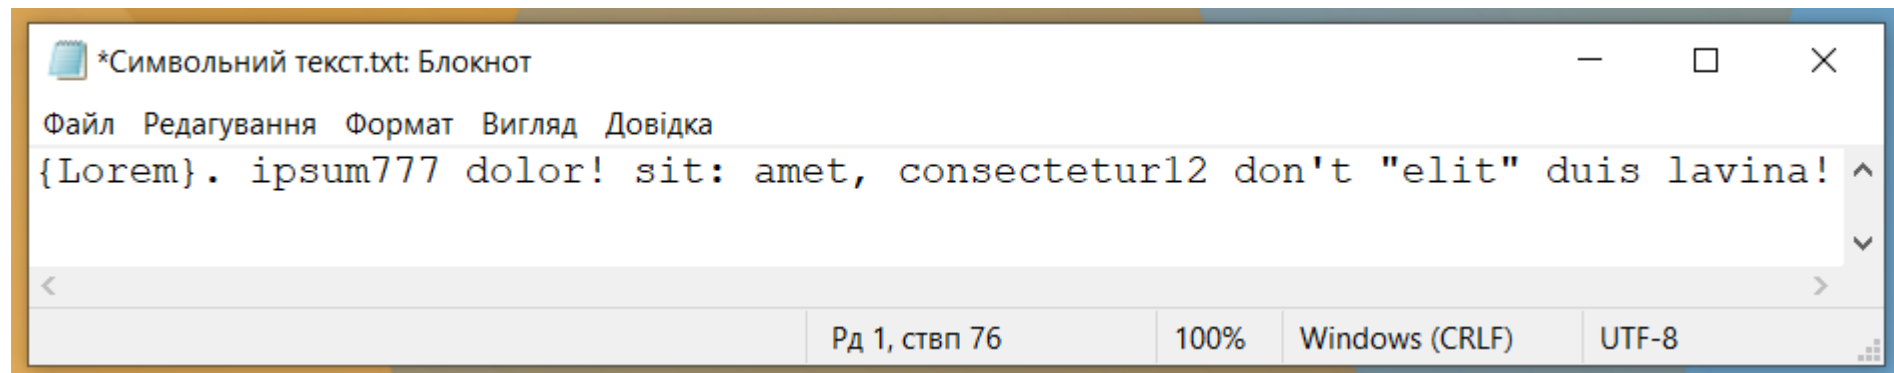 *Символьний текст.txt: Блокнот
Файл Редагування Формат Вигляд Довідка
{Lorem}. ipsum777 dolor! sit: amet, consectetur12 don't "elit" duis lavina!
Рд 1, ствп 76 100% Windows (CRLF) UTF-8